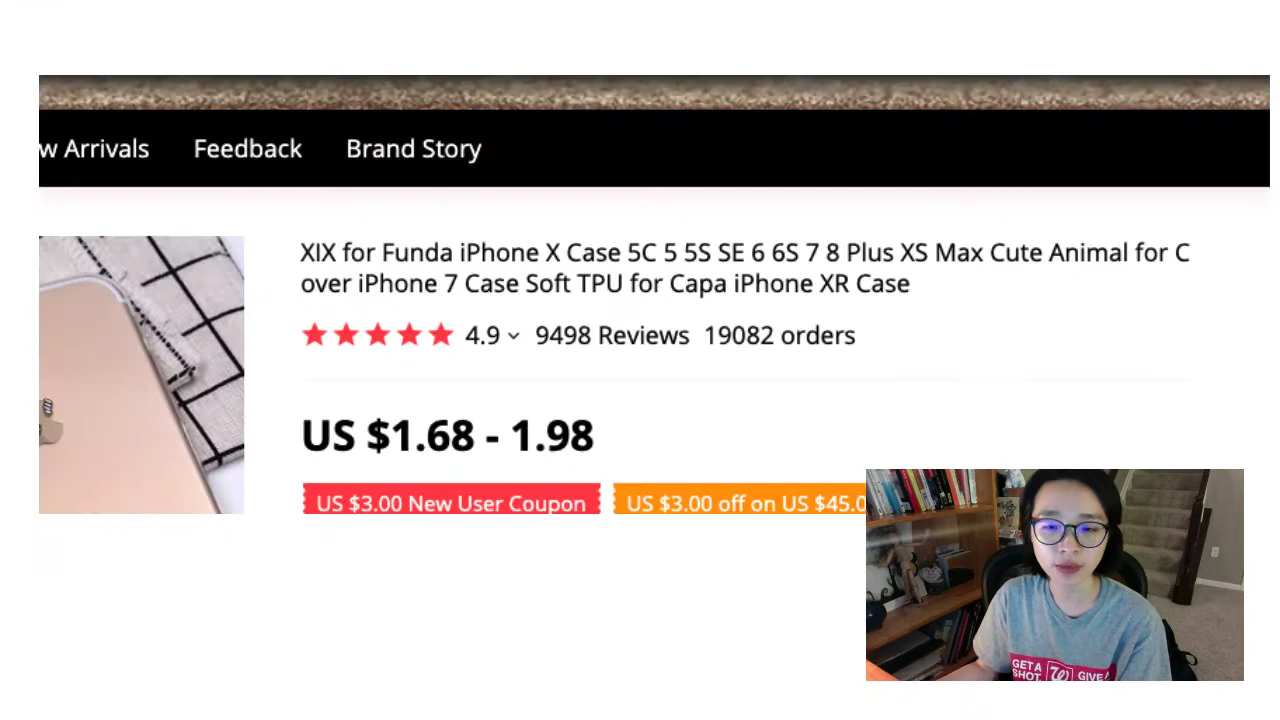 w Arrivals Feedback Brand Story
XIX for Funda iPhone X Case 5C 5 5S SE 6 6S 7 8 Plus XS Max Cute Animal for C
over iPhone 7 Case Soft TPU for Capa iPhone XR Case
4.9 9498 Reviews 19082 orders
US $1.68 - 1.98
US $3.00 New User Coupon US $3.00 off on US $45.0
GET A
SHOT. GIVE